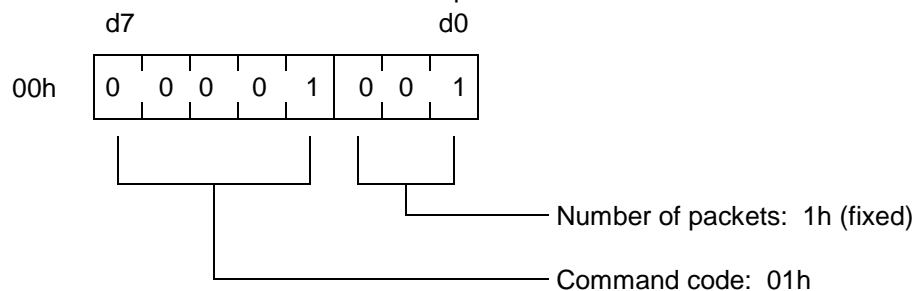 d7 d0
00h 0 0 0 0 1 0 0 1
Number of packets: 1h (fixed)
Command code: 01h